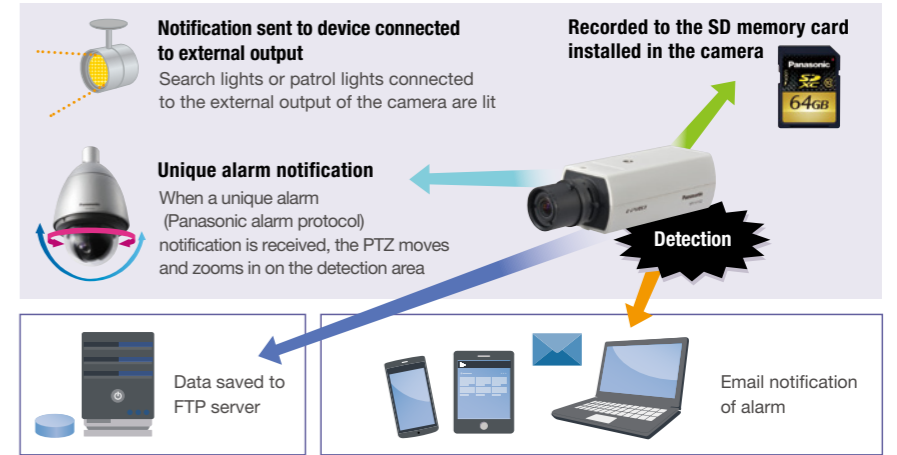 Notification sent to device connected
to external output
Search lights or patrol lights connected
to the external output of the camera are lit
Recorded to the SD memory card
installed in the camera
Panasonic
SD
XC
64GB
Unique alarm notification
When a unique alarm
(Panasonic alarm protocol)
notification is received, the PTZ moves
and zooms in on the detection area
Panasonic
Detection
Data saved to
FTP server
Email notification
of alarm